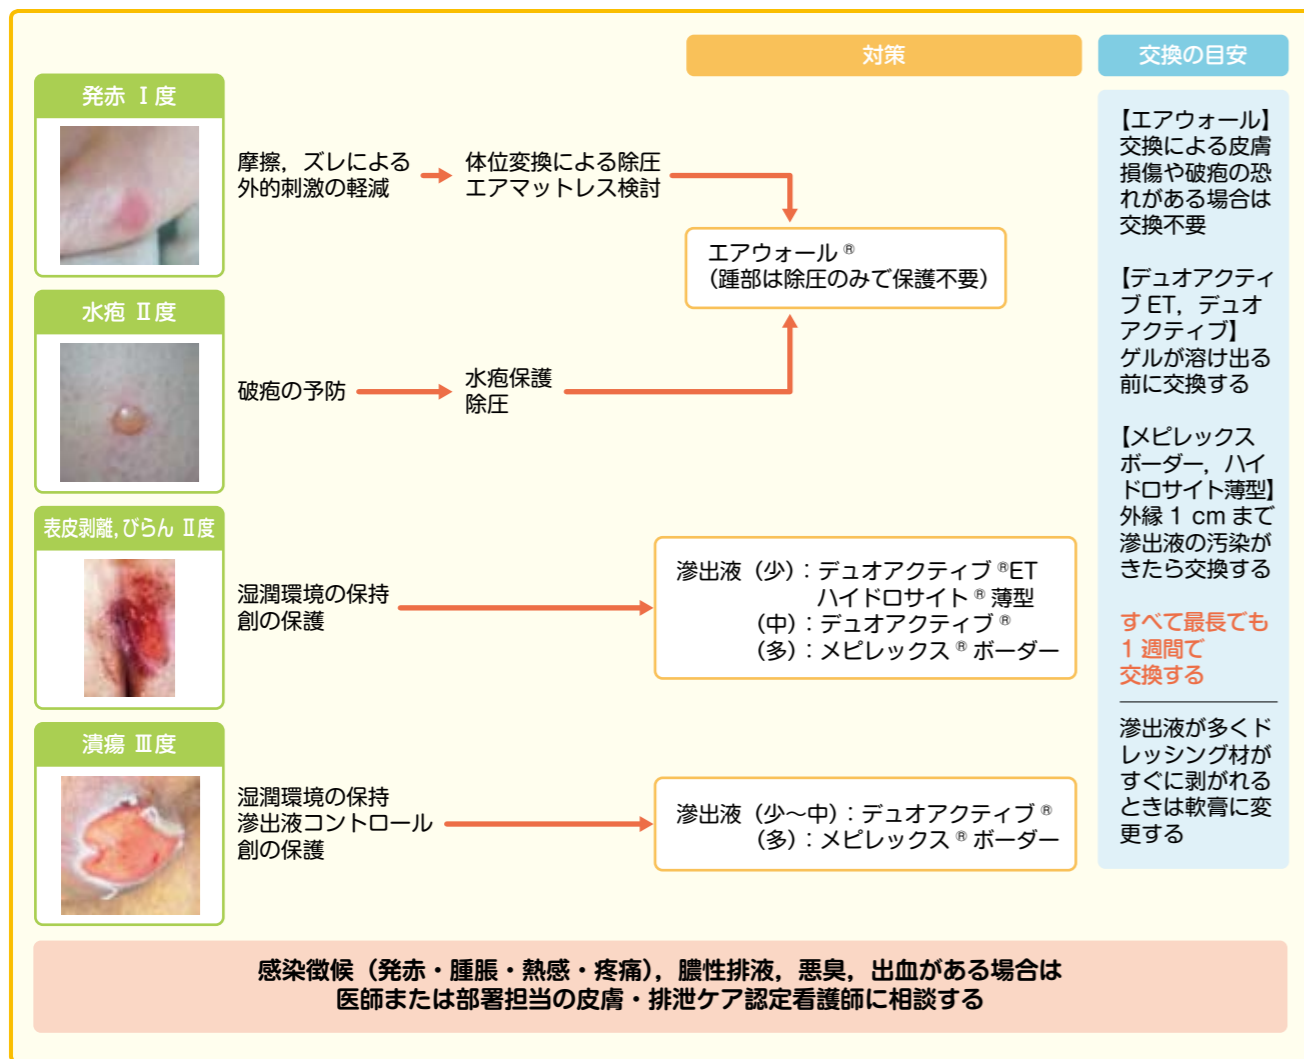 対策
交換の目安
発赤 Ⅰ度
摩擦，ズレによる
外的刺激の軽減
体位変換による除圧
エアマットレス検討
エアウォール®
（踵部は除圧のみで保護不要）
水疱 Ⅱ度
破疱の予防
水疱保護
除圧
表皮剥離，びらん Ⅱ度
湿潤環境の保持
創の保護
滲出液（少）：デュオアクティブ®ET
ハイドロサイト®薄型
（中）：デュオアクティブ®
（多）：メピレックス®ボーダー
潰瘍 Ⅲ度
湿潤環境の保持
滲出液コントロール
創の保護
滲出液（少〜中）：デュオアクティブ®
（多）：メピレックス®ボーダー
【エアウォール】
交換による皮膚
損傷や破疱の恐
れがある場合は
交換不要
【デュオアクティ
ブ ET，デュオ
アクティブ】
ゲルが溶け出る
前に交換する
【メピレックス
ボーダー，ハイ
ドロサイト薄型】
外縁 1 cm まで
滲出液の汚染が
きたら交換する
すべて最長でも
1 週間で
交換する
滲出液が多くド
レッシング材が
すぐに剥がれる
ときは軟膏に変
更する
感染徴候（発赤・腫脹・熱感・疼痛），膿性排液，悪臭，出血がある場合は
医師または部署担当の皮膚・排泄ケア認定看護師に相談する